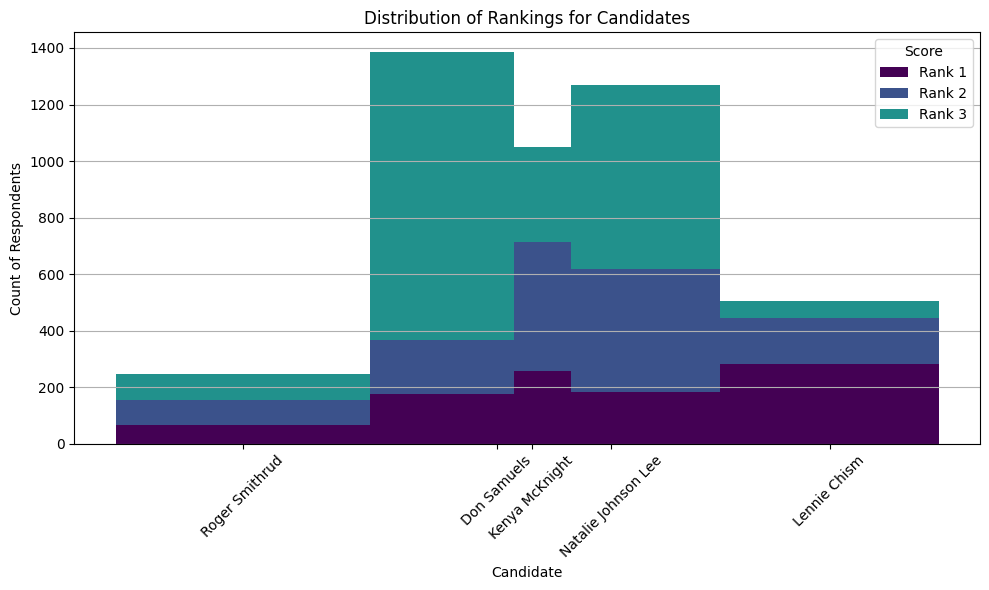 Distribution of Rankings for Candidates
Count of Respondents
1400
1200
1000
800
600
400
200
0
Score
Rank 1
Rank 2
Rank 3
Roger Smithrud
Don Samuels
Kenya McKnight
Natalie Johnson Lee
Lennie Chism
Candidate